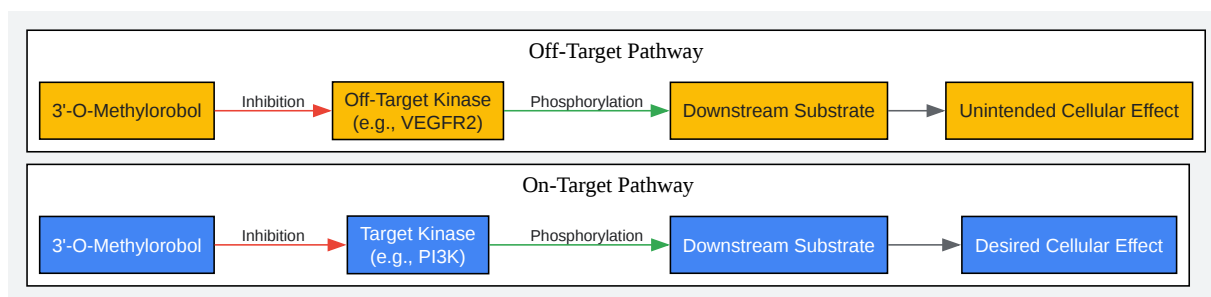 Off-Target Pathway
3'-O-Methylorobol
Inhibition
Off-Target Kinase
(e.g., VEGFR2)
Phosphorylation
Downstream Substrate
Unintended Cellular Effect
On-Target Pathway
3'-O-Methylorobol
Inhibition
Target Kinase
(e.g., PI3K)
Phosphorylation
Downstream Substrate
Desired Cellular Effect